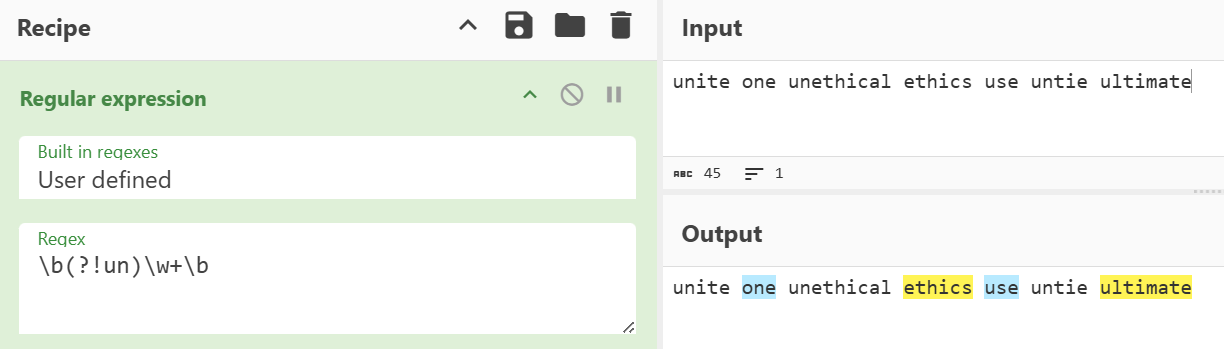 Recipe
Regular expression
Built in regexes
User defined
Regex
\b(?!un)\w+\b
Input
unite one unethical ethics use untie ultimate
ABC 45 1
Output
unite one unethical ethics use untie ultimate